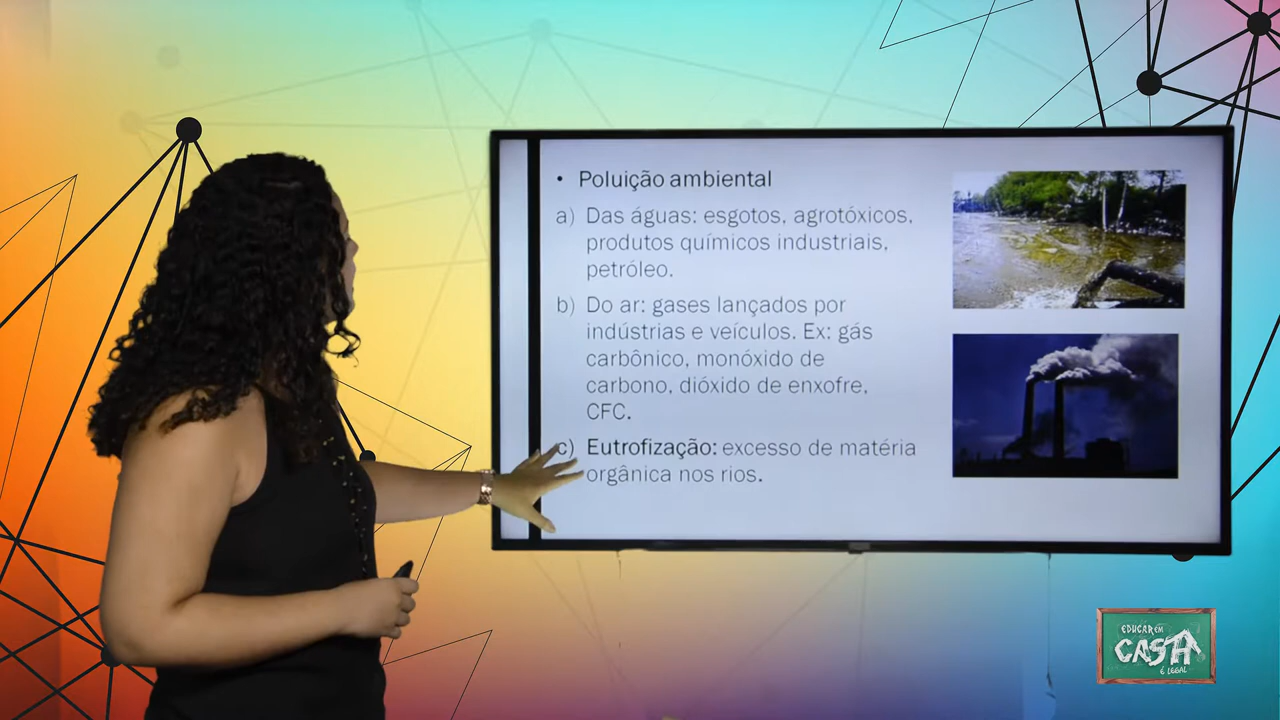 • Poluição ambiental
a) Das águas: esgotos, agrotóxicos,
produtos químicos industriais,
petróleo.
b) Do ar: gases lançados por
indústrias e veículos. Ex: gás
carbônico, monóxido de
carbono, dióxido de enxofre,
CFC.
c) Eutrofização: excesso de matéria
orgânica nos rios.
EDUCAR EM
CASA
É LEGAL